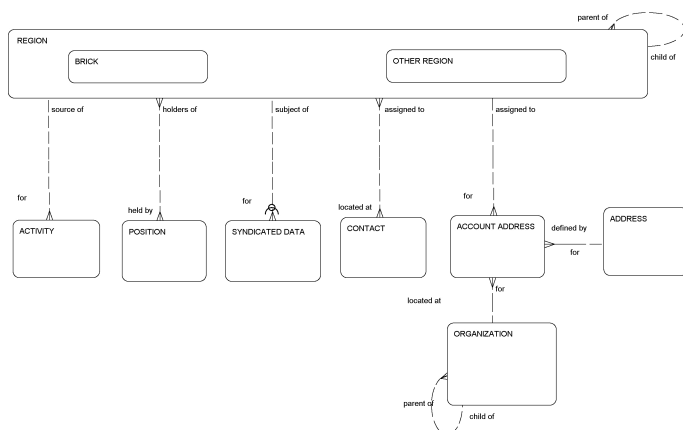 parent of
REGION
BRICK
OTHER REGION
child of
source of
holders of
subject of
assigned to
assigned to
for
held by
for
located at
for
ACTIVITY
POSITION
SYNDICATED DATA
CONTACT
ACCOUNT ADDRESS
defined by
for
ADDRESS
for
located at
ORGANIZATION
parent of
child of